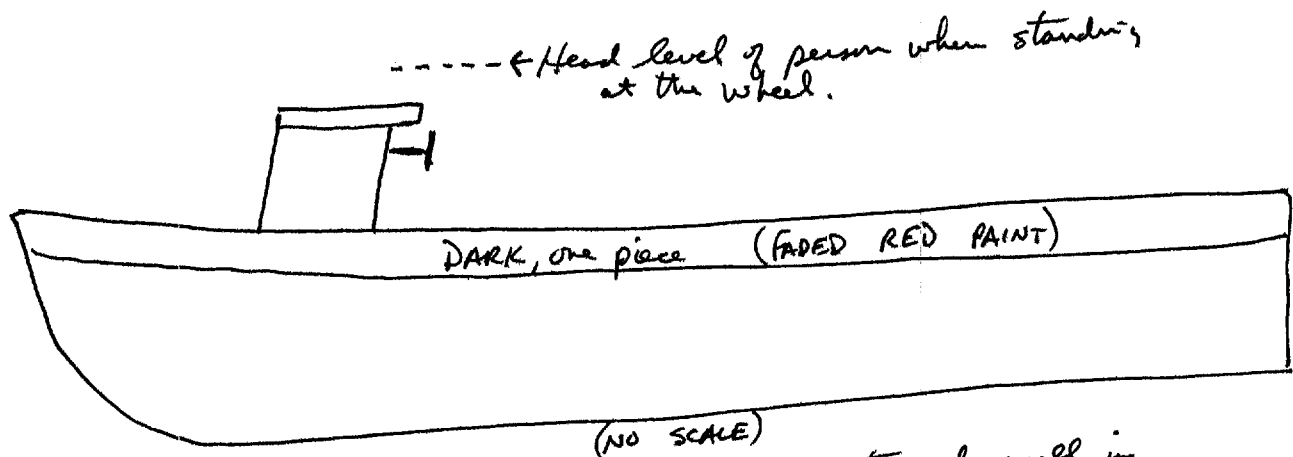 -----← Head level of person when standing
at the wheel.
DARK, one piece (FADED RED PAINT)
(NO SCALE)